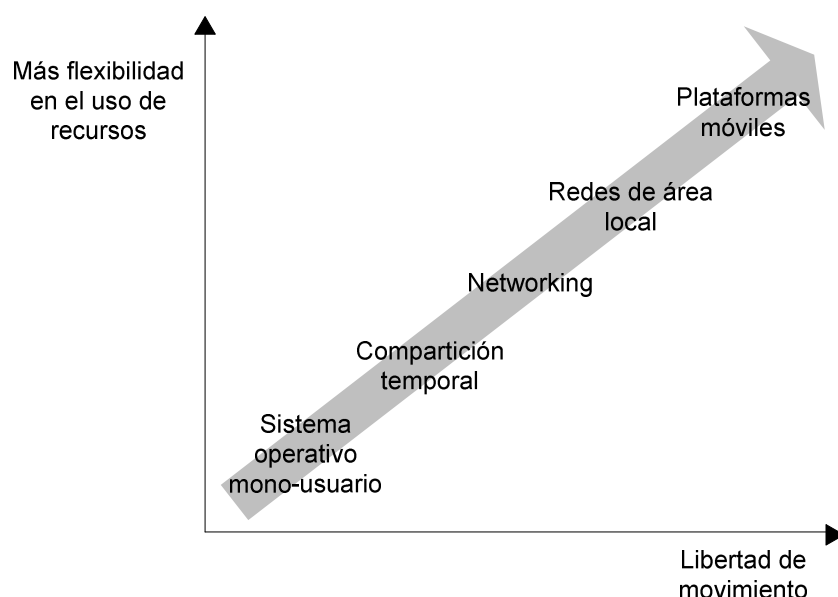 Más flexibilidad
en el uso de
recursos
Plataformas
móviles
Redes de área
local
Networking
Compartición
temporal
Sistema
operativo
mono-usuario
Libertad de
movimiento